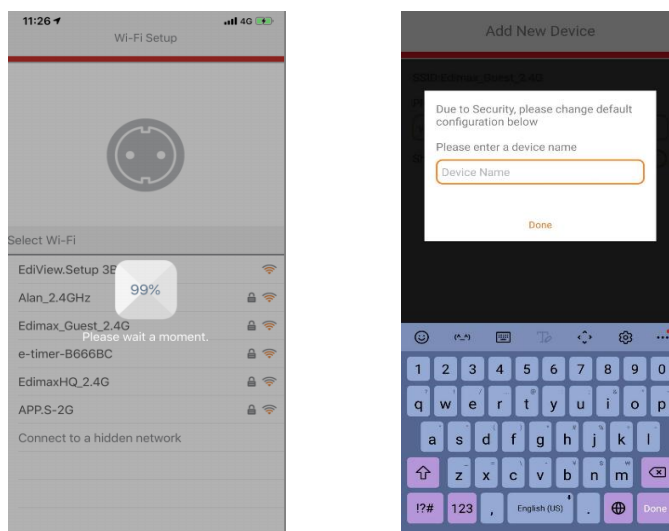 11:26
4G
Wi-Fi Setup
Select Wi-Fi
EdiView.Setup 3B
99%
Alan_2.4GHz
Edimax_Guest_2.4G
Please wait a moment.
e-timer-B666BC
EdimaxHQ_2.4G
APP.S-2G
Connect to a hidden network
Add New Device
SSID:Edimax_Guest_2.4G
Due to Security, please change default
configuration below
Please enter a device name
Device Name
Done
(^_^)
1 2 3 4 5 6 7 8 9 0
q w e r t y u i o p
a s d f g h j k l
z x c v b n m
!?# 123 , English (US) . Done